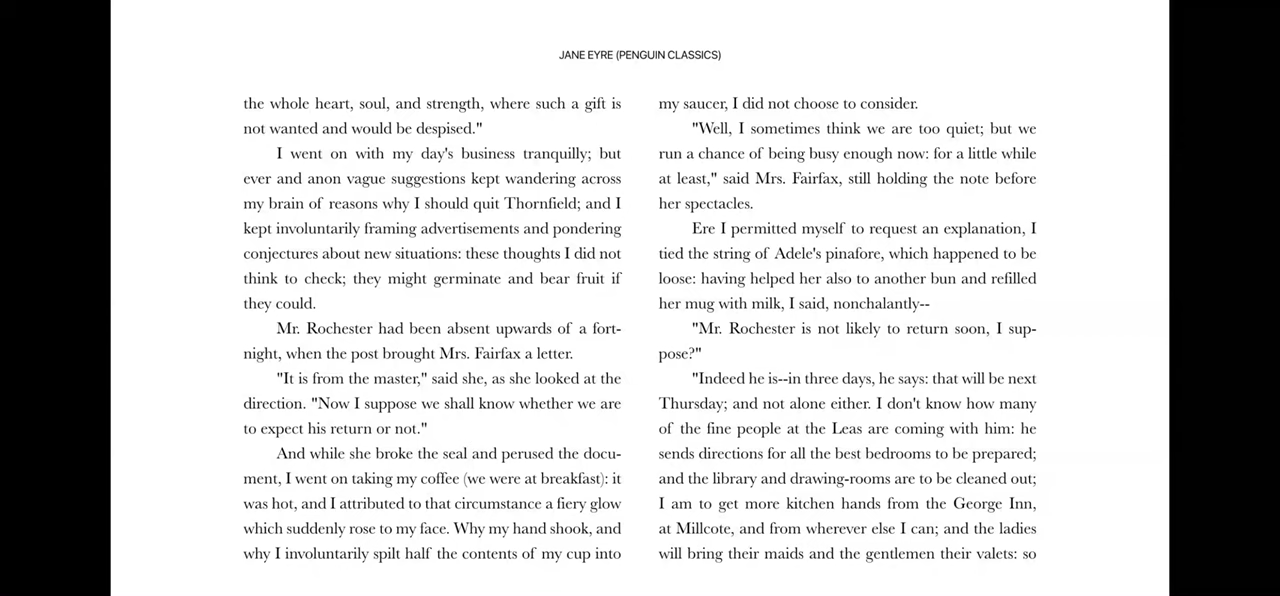 JANE EYRE (PENGUIN CLASSICS)
the whole heart, soul, and strength, where such a gift is
not wanted and would be despised."
I went on with my day's business tranquilly; but
ever and anon vague suggestions kept wandering across
my brain of reasons why I should quit Thornfield; and I
kept involuntarily framing advertisements and pondering
conjectures about new situations: these thoughts I did not
think to check; they might germinate and bear fruit if
they could.
Mr. Rochester had been absent upwards of a fort-
night, when the post brought Mrs. Fairfax a letter.
"It is from the master," said she, as she looked at the
direction. "Now I suppose we shall know whether we are
to expect his return or not."
And while she broke the seal and perused the docu-
ment, I went on taking my coffee (we were at breakfast): it
was hot, and I attributed to that circumstance a fiery glow
which suddenly rose to my face. Why my hand shook, and
why I involuntarily spilt half the contents of my cup into
my saucer, I did not choose to consider.
"Well, I sometimes think we are too quiet; but we
run a chance of being busy enough now: for a little while
at least," said Mrs. Fairfax, still holding the note before
her spectacles.
Ere I permitted myself to request an explanation, I
tied the string of Adele's pinafore, which happened to be
loose: having helped her also to another bun and refilled
her mug with milk, I said, nonchalantly--
"Mr. Rochester is not likely to return soon, I sup-
pose?"
"Indeed he is--in three days, he says: that will be next
Thursday; and not alone either. I don't know how many
of the fine people at the Leas are coming with him: he
sends directions for all the best bedrooms to be prepared;
and the library and drawing-rooms are to be cleaned out;
I am to get more kitchen hands from the George Inn,
at Millcote, and from wherever else I can; and the ladies
will bring their maids and the gentlemen their valets: so